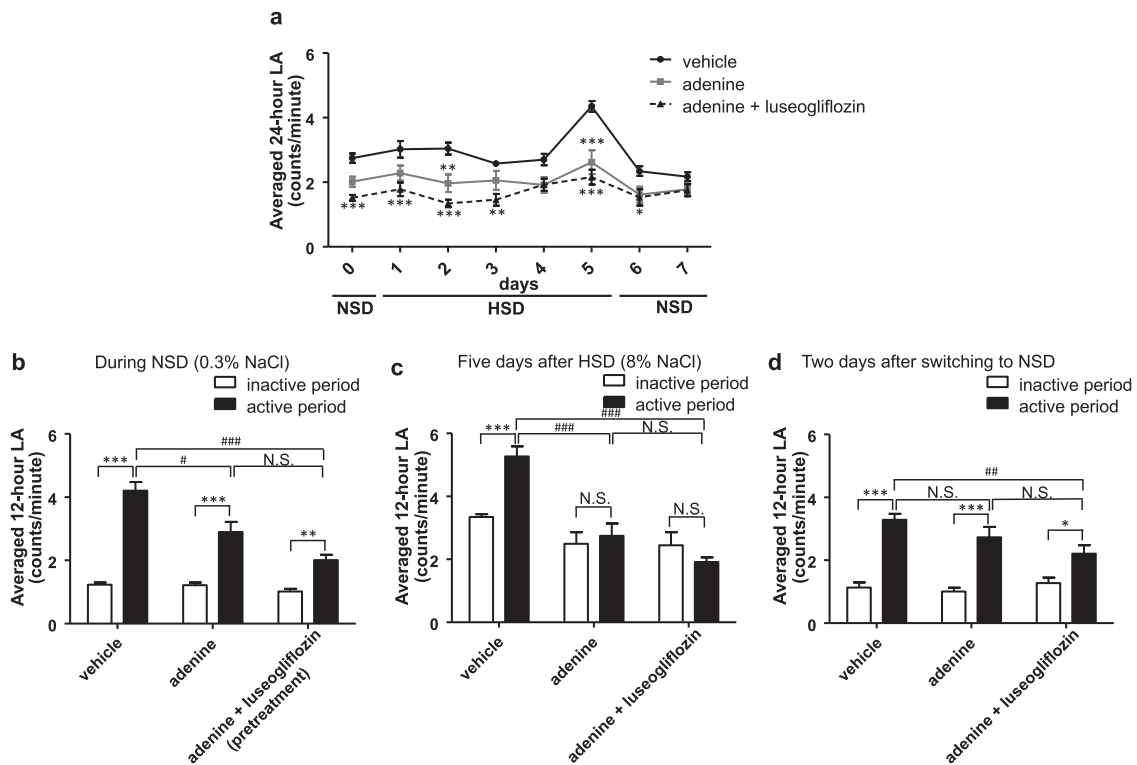 a
Averaged 24-hour LA
(counts/minute)
6
4
2
0
vehicle
adenine
adenine + luseogliflozin
**
***
***
***
***
**
***
*
0 1 2 3 4 5 6 7
days
NSD HSD NSD
b During NSD (0.3% NaCl)
inactive period
active period
Averaged 12-hour LA
(counts/minute)
6
4
2
0
###
*** # N.S.
***
**
vehicle
adenine
adenine + luseogliflozin
(pretreatment)
c Five days after HSD (8% NaCl)
inactive period
active period
Averaged 12-hour LA
(counts/minute)
6
4
2
0
###
*** ### N.S.
N.S.
N.S.
vehicle
adenine
adenine + luseogliflozin
d Two days after switching to NSD
inactive period
active period
Averaged 12-hour LA
(counts/minute)
6
4
2
0
##
*** N.S. N.S.
***
*
vehicle
adenine
adenine + luseogliflozin